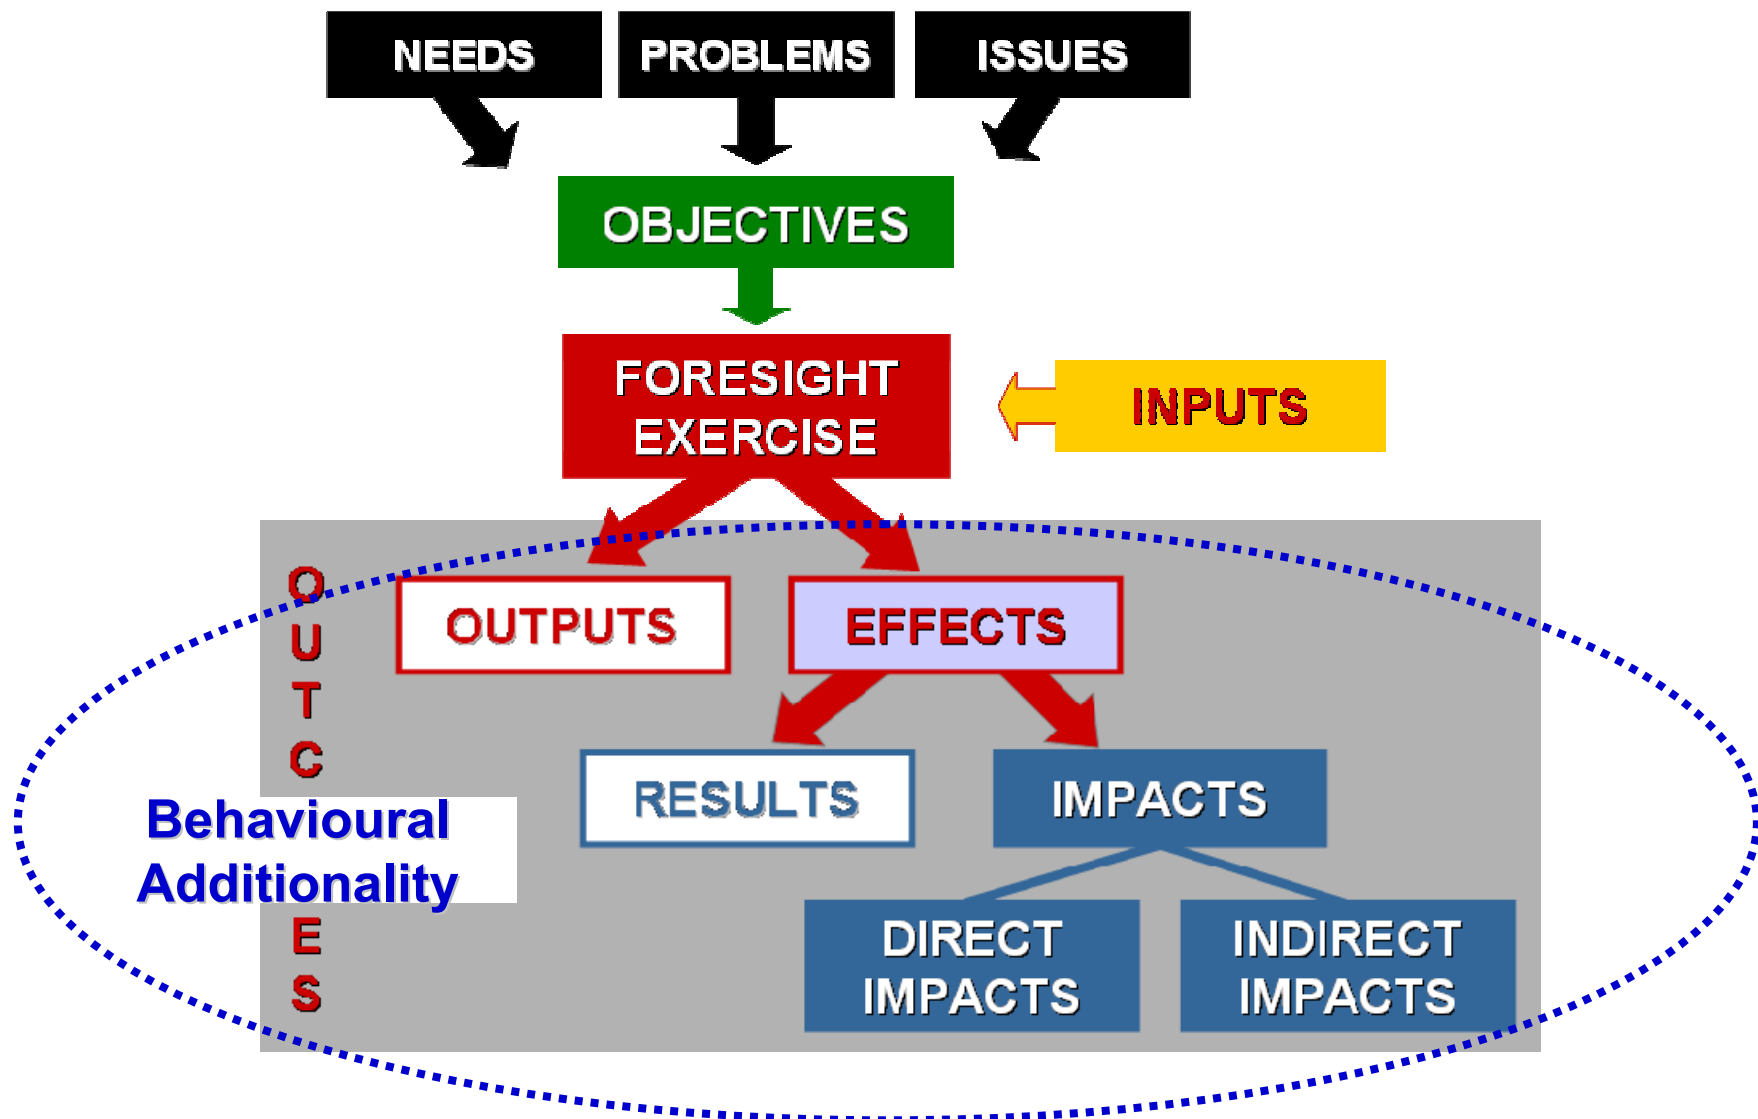 NEEDS
PROBLEMS
ISSUES
OBJECTIVES
FORESIGHT
EXERCISE
INPUTS
O
U
T
C
E
S
OUTPUTS
EFFECTS
RESULTS
IMPACTS
Behavioural
Additionality
DIRECT
IMPACTS
INDIRECT
IMPACTS